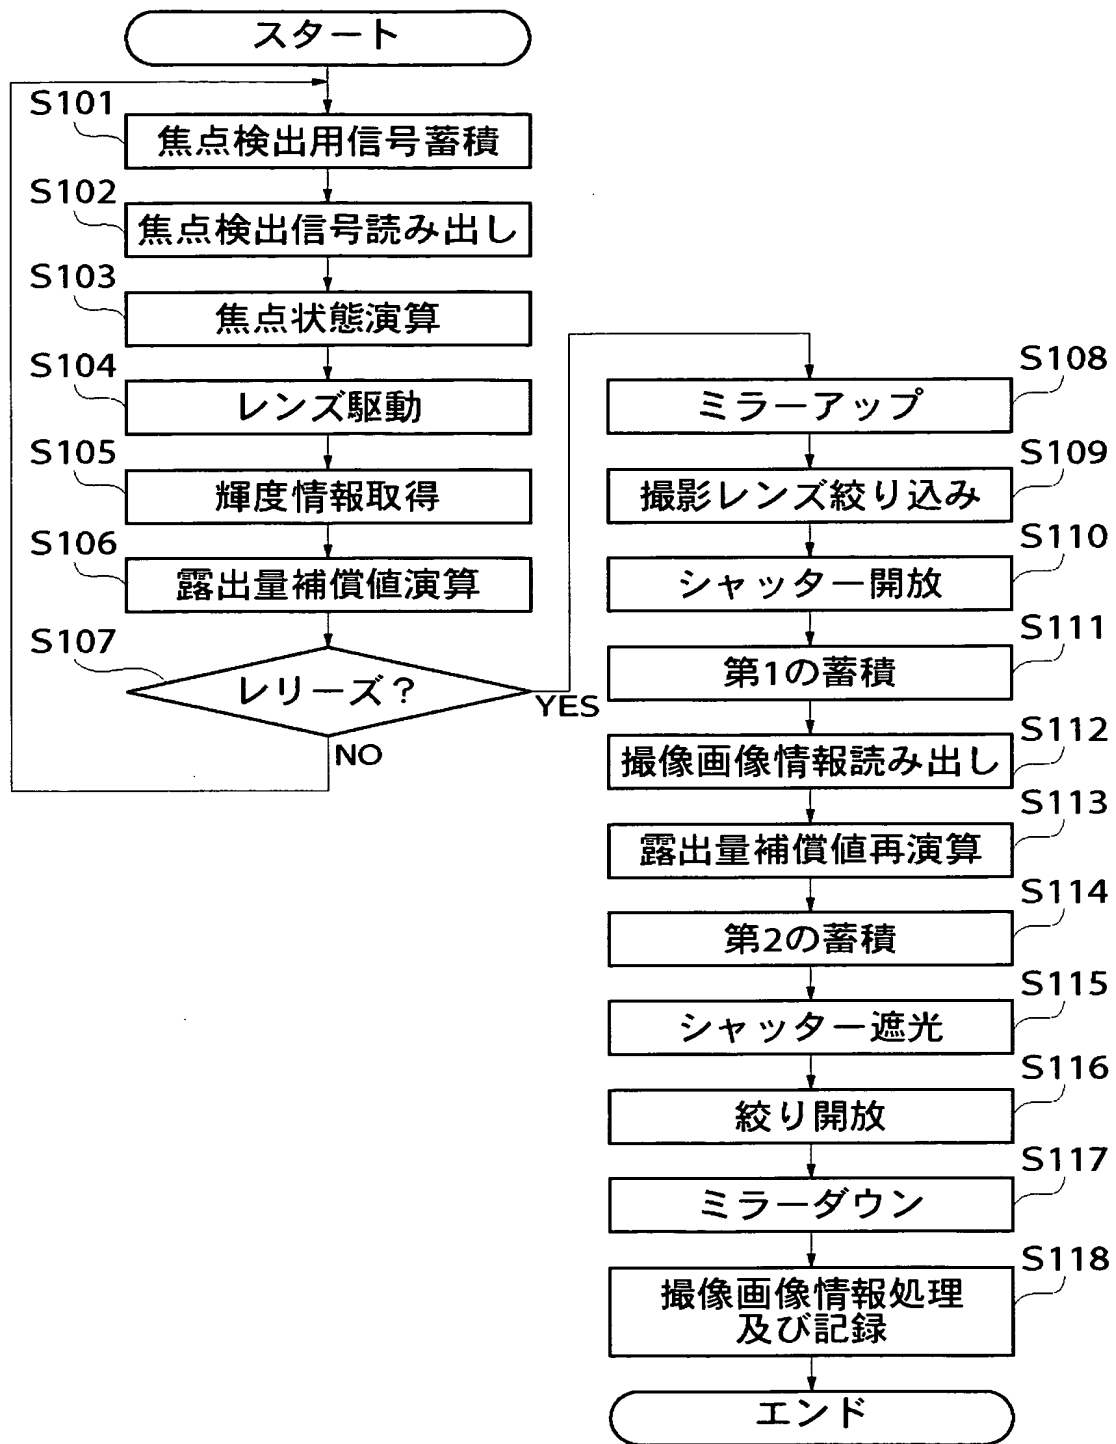 スタート
S101
焦点検出用信号蓄積
S102
焦点検出信号読み出し
S103
焦点状態演算
S104
レンズ駆動
S105
輝度情報取得
S106
露出量補償値演算
S107
レリーズ？
YES
NO
S108
ミラーアップ
S109
撮影レンズ絞り込み
S110
シャッター開放
S111
第1の蓄積
S112
撮像画像情報読み出し
S113
露出量補償値再演算
S114
第2の蓄積
S115
シャッター遮光
S116
絞り開放
S117
ミラーダウン
S118
撮像画像情報処理
及び記録
エンド